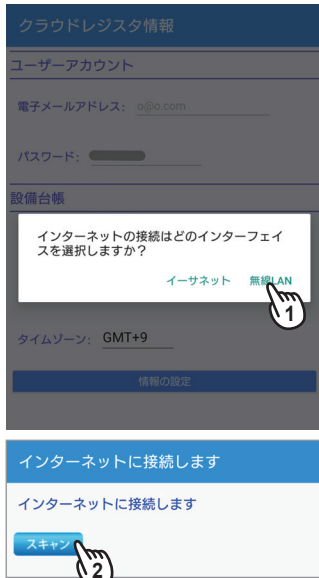 クラウドレジスタ情報
ユーザーアカウント
電子メールアドレス: o@o.com
パスワード:
設備台帳
インターネットの接続はどのインターフェイ
スを選択しますか?
イーサネット 無線LAN
1
タイムゾーン: GMT+9
情報の設定
インターネットに接続します
インターネットに接続します
スキャン
2